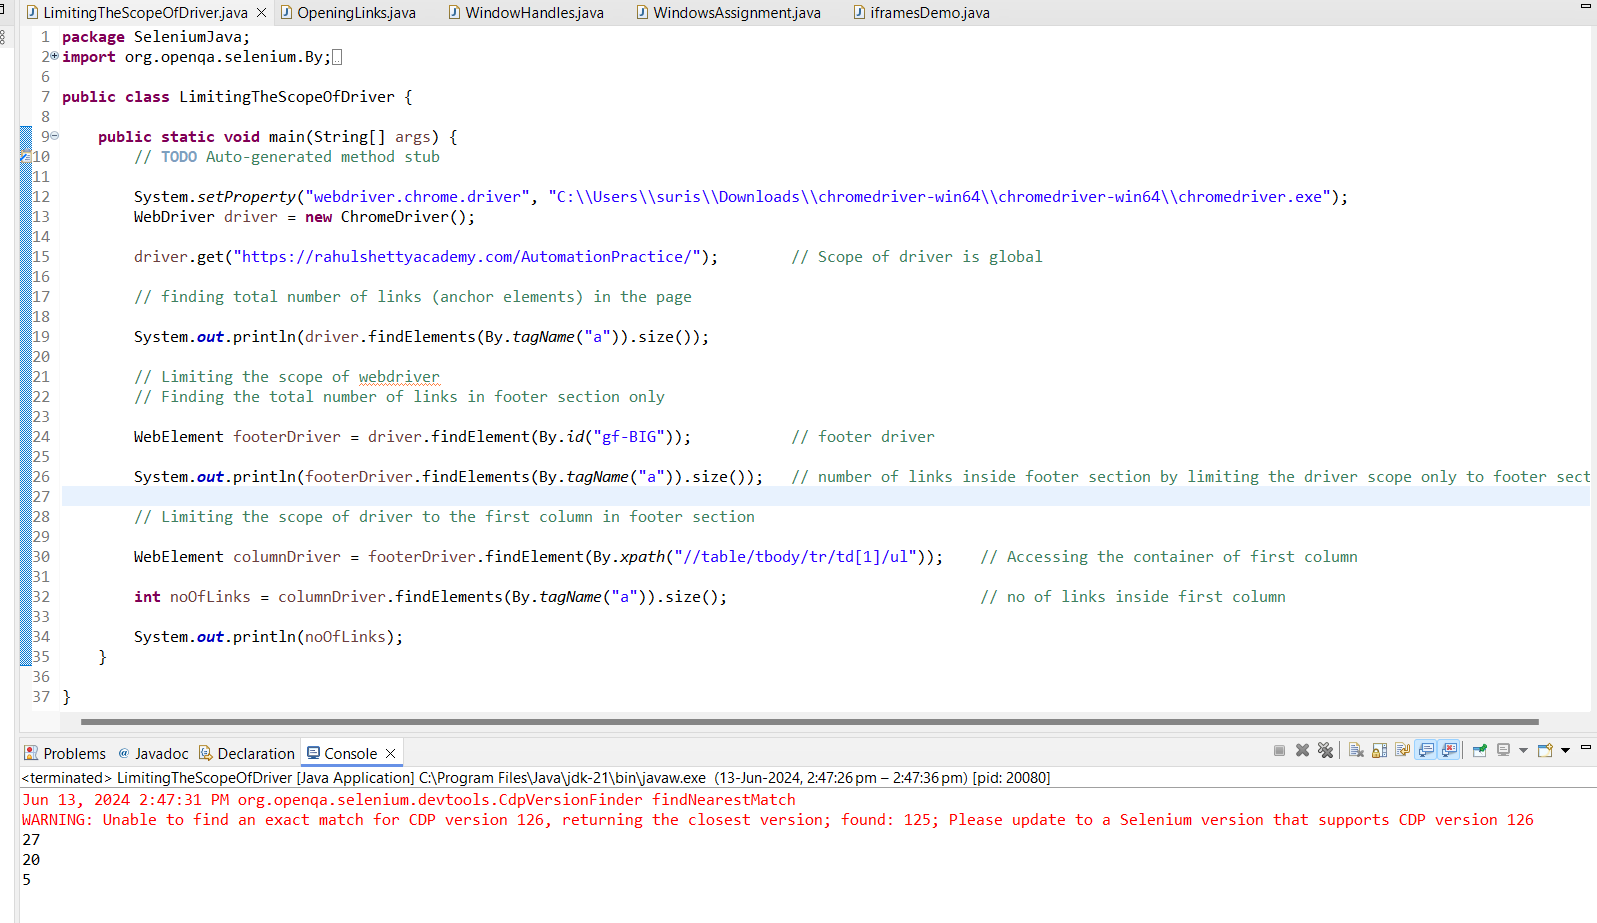 LimitingTheScopeOfDriver.java OpeningLinks.java WindowHandles.java WindowsAssignment.java iframesDemo.java
1 package SeleniumJava;
2 import org.openqa.selenium.By;
6
7 public class LimitingTheScopeOfDriver {
8
9 public static void main(String[] args) {
10 // TODO Auto-generated method stub
11
12 System.setProperty("webdriver.chrome.driver", "C:\\Users\\suris\\Downloads\\chromedriver-win64\\chromedriver-win64\\chromedriver.exe");
13 WebDriver driver = new ChromeDriver();
14
15 driver.get("https://rahulshettyacademy.com/AutomationPractice/"); // Scope of driver is global
16
17 // finding total number of links (anchor elements) in the page
18
19 System.out.println(driver.findElements(By.tagName("a")).size());
20
21 // Limiting the scope of webdriver
22 // Finding the total number of links in footer section only
23
24 WebElement footerDriver = driver.findElement(By.id("gf-BIG")); // footer driver
25
26 System.out.println(footerDriver.findElements(By.tagName("a")).size()); // number of links inside footer section by limiting the driver scope only to footer sect
27
28 // Limiting the scope of driver to the first column in footer section
29
30 WebElement columnDriver = footerDriver.findElement(By.xpath("//table/tbody/tr/td[1]/ul")); // Accessing the container of first column
31
32 int noOfLinks = columnDriver.findElements(By.tagName("a")).size(); // no of links inside first column
33
34 System.out.println(noOfLinks);
35 }
36
37 }
Problems Javadoc Declaration Console
<terminated> LimitingTheScopeOfDriver [Java Application] C:\Program Files\Java\jdk-21\bin\javaw.exe (13-Jun-2024, 2:47:26 pm – 2:47:36 pm) [pid: 20080]
Jun 13, 2024 2:47:31 PM org.openqa.selenium.devtools.CdpVersionFinder findNearestMatch
WARNING: Unable to find an exact match for CDP version 126, returning the closest version; found: 125; Please update to a Selenium version that supports CDP version 126
27
20
5